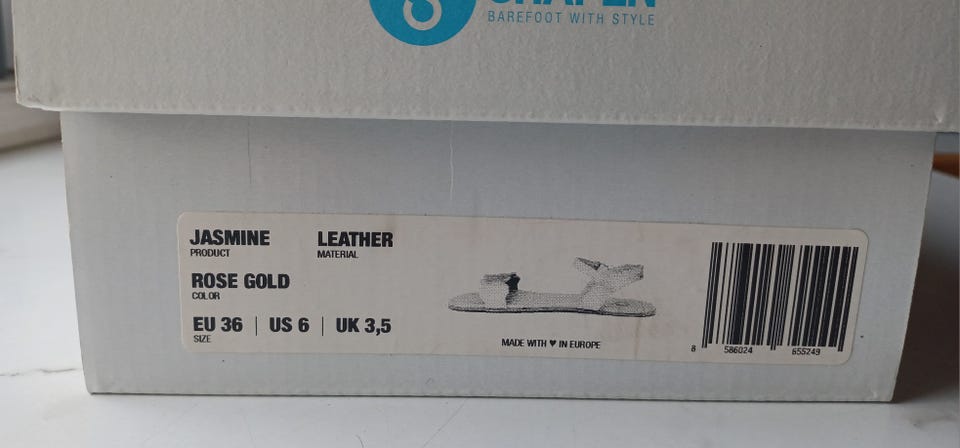 BAREFOOT WITH STYLE
JASMINE LEATHER
PRODUCT MATERIAL
ROSE GOLD
COLOR
EU 36 | US 6 | UK 3,5
SIZE
MADE WITH ♥ IN EUROPE
8 586024 655249